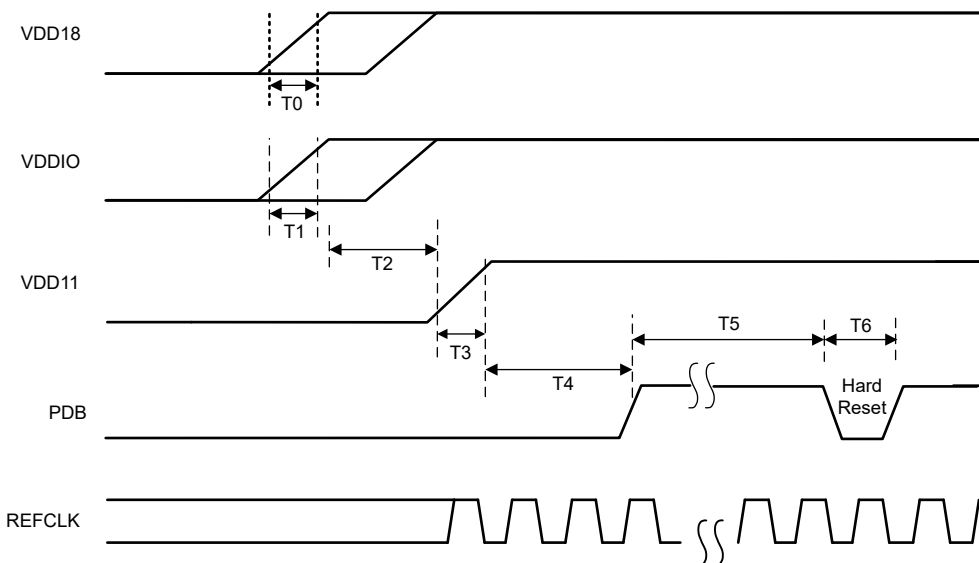 VDD18
T0
VDDIO
T1
T2
VDD11
T3
T4
T5
T6
Hard
Reset
PDB
REFCLK